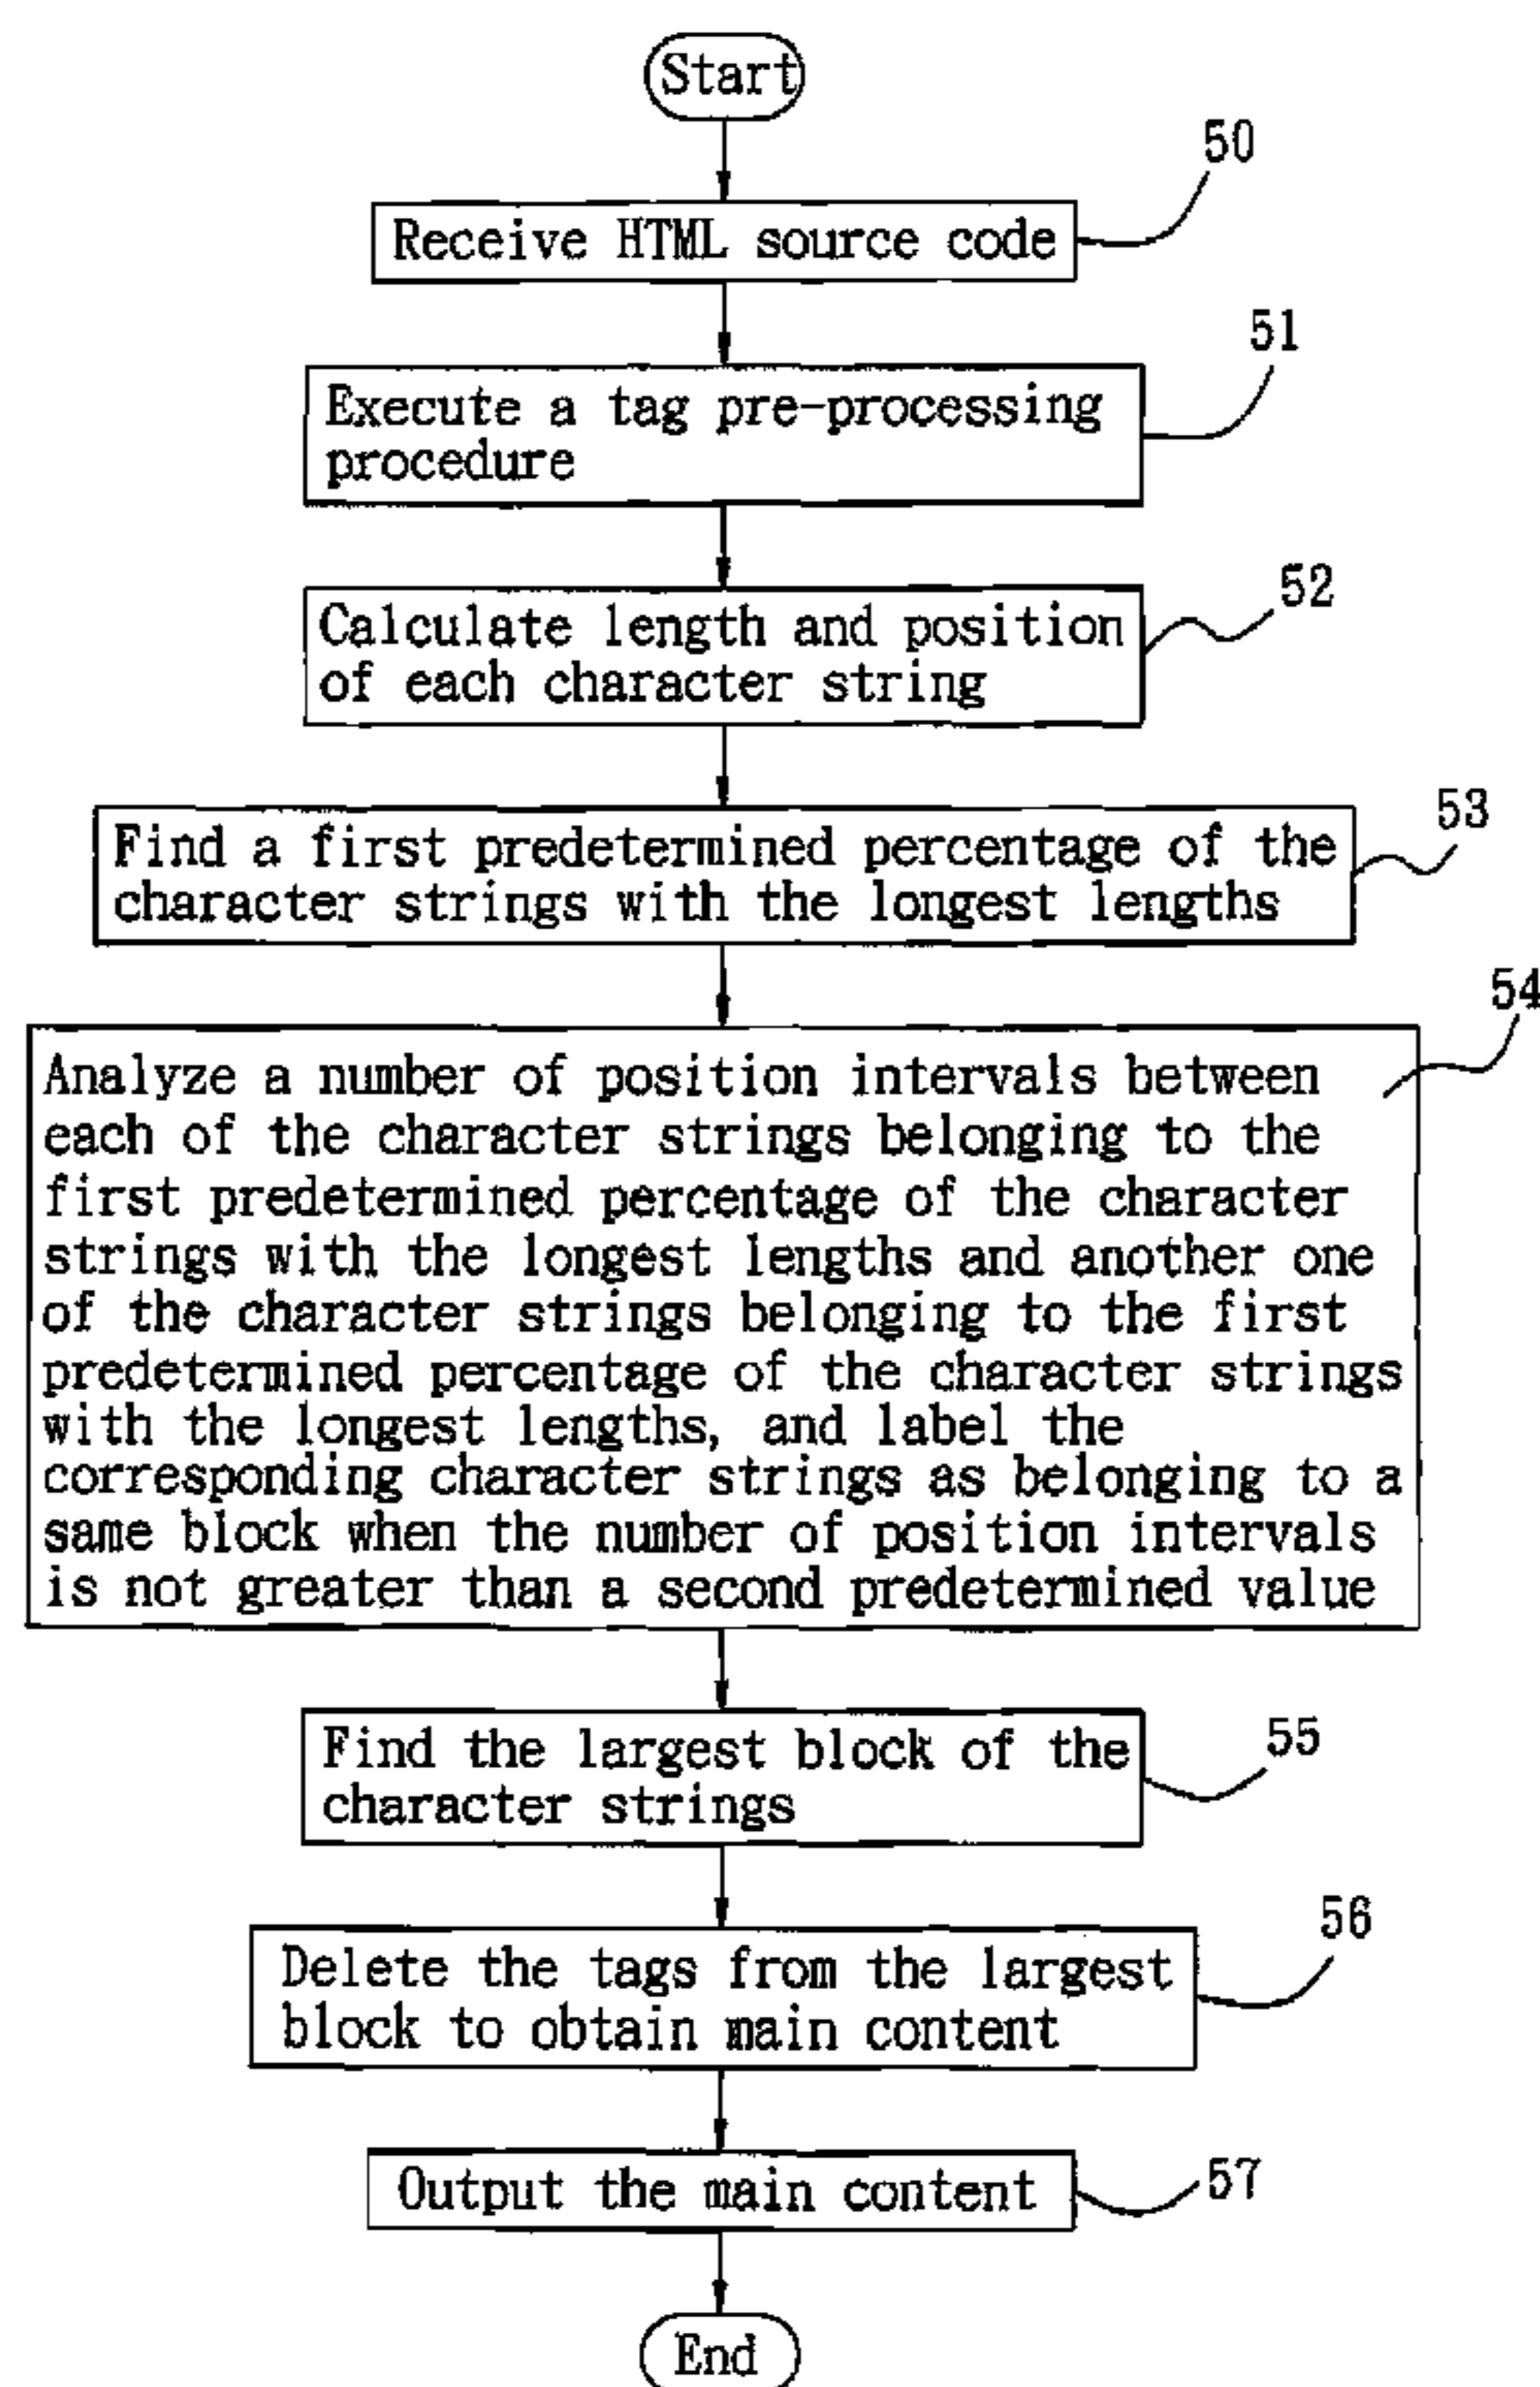 Start
50
Receive HTML source code
51
Execute a tag pre-processing
procedure
52
Calculate length and position
of each character string
53
Find a first predetermined percentage of the
character strings with the longest lengths
54
Analyze a number of position intervals between
each of the character strings belonging to the
first predetermined percentage of the character
strings with the longest lengths and another one
of the character strings belonging to the first
predetermined percentage of the character strings
with the longest lengths, and label the
corresponding character strings as belonging to a
same block when the number of position intervals
is not greater than a second predetermined value
55
Find the largest block of the
character strings
56
Delete the tags from the largest
block to obtain main content
57
Output the main content
End